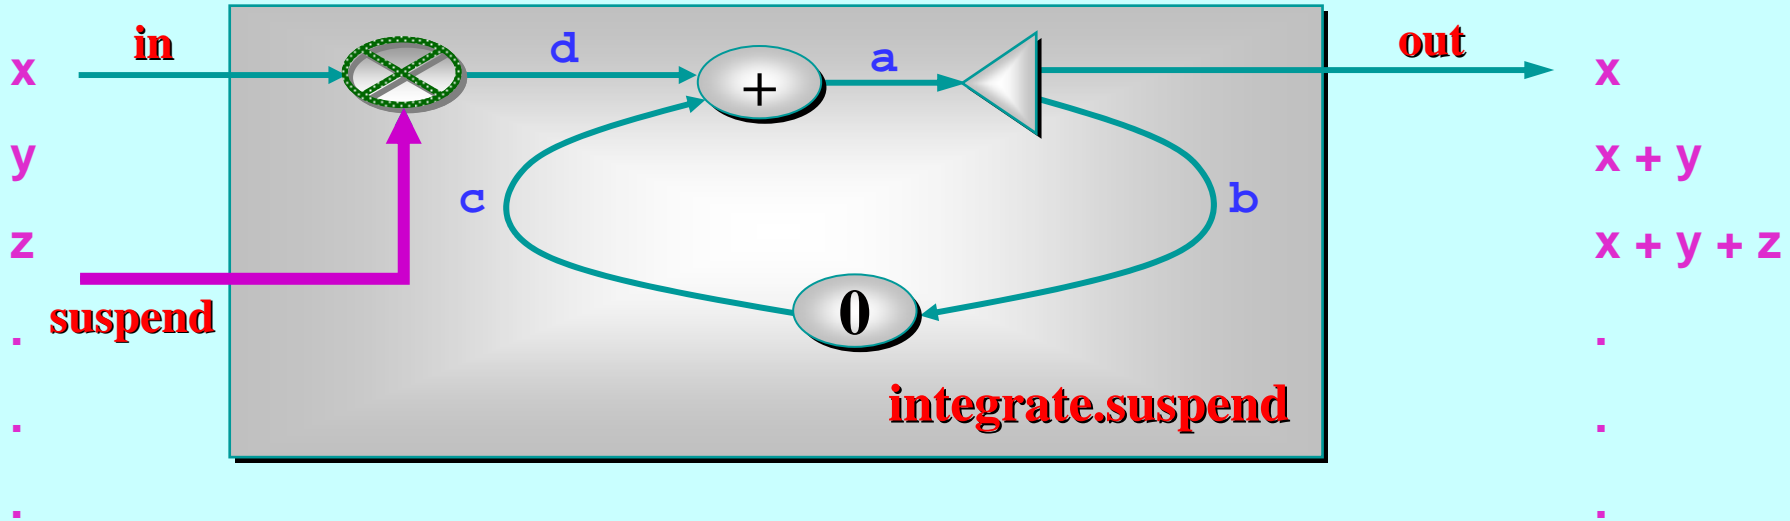 in
out
d
a
x
x
+
y
x + y
c
b
z
x + y + z
suspend
0
.
.
integrate.suspend
.
.
.
.